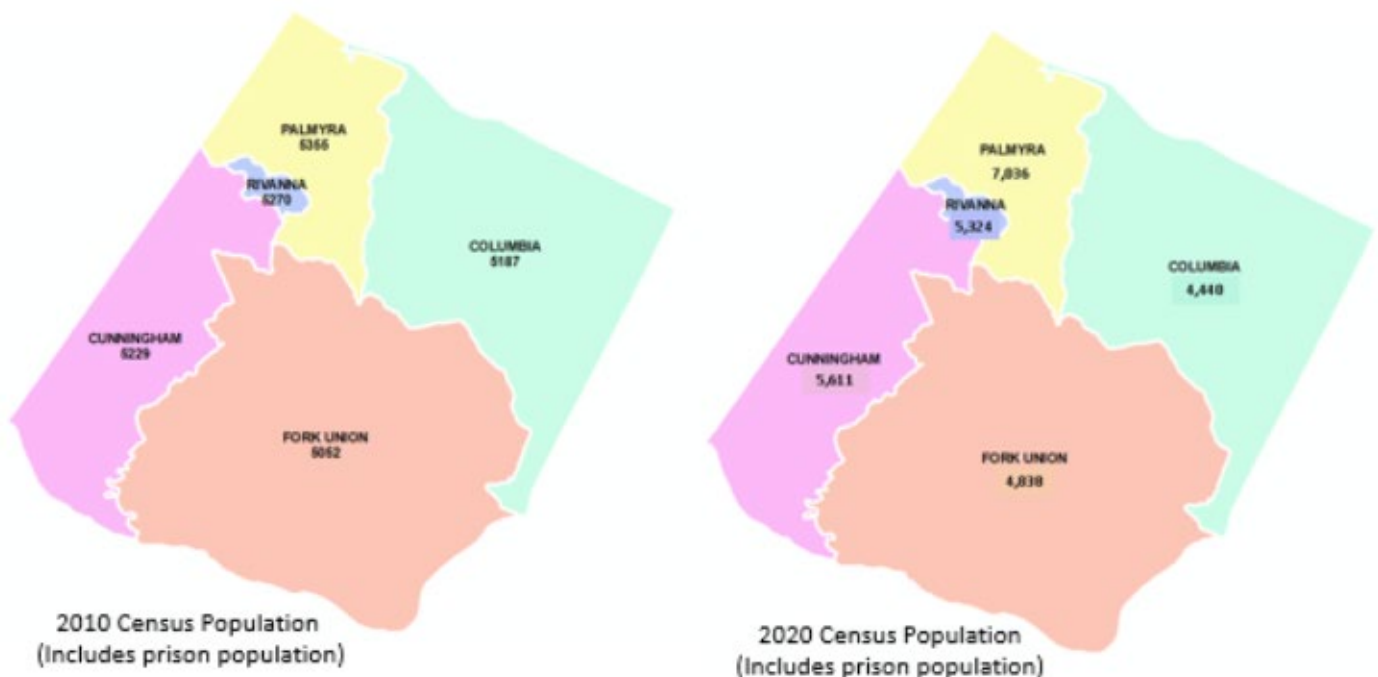 PALMYRA
5355
RIVANNA
5270
COLUMBIA
5187
CUNNINGHAM
5229
FORK UNION
5052
2010 Census Population
(Includes prison population)
PALMYRA
7,036
RIVANNA
5,324
COLUMBIA
4,440
CUNNINGHAM
5,611
FORK UNION
4,838
2020 Census Population
(Includes prison population)